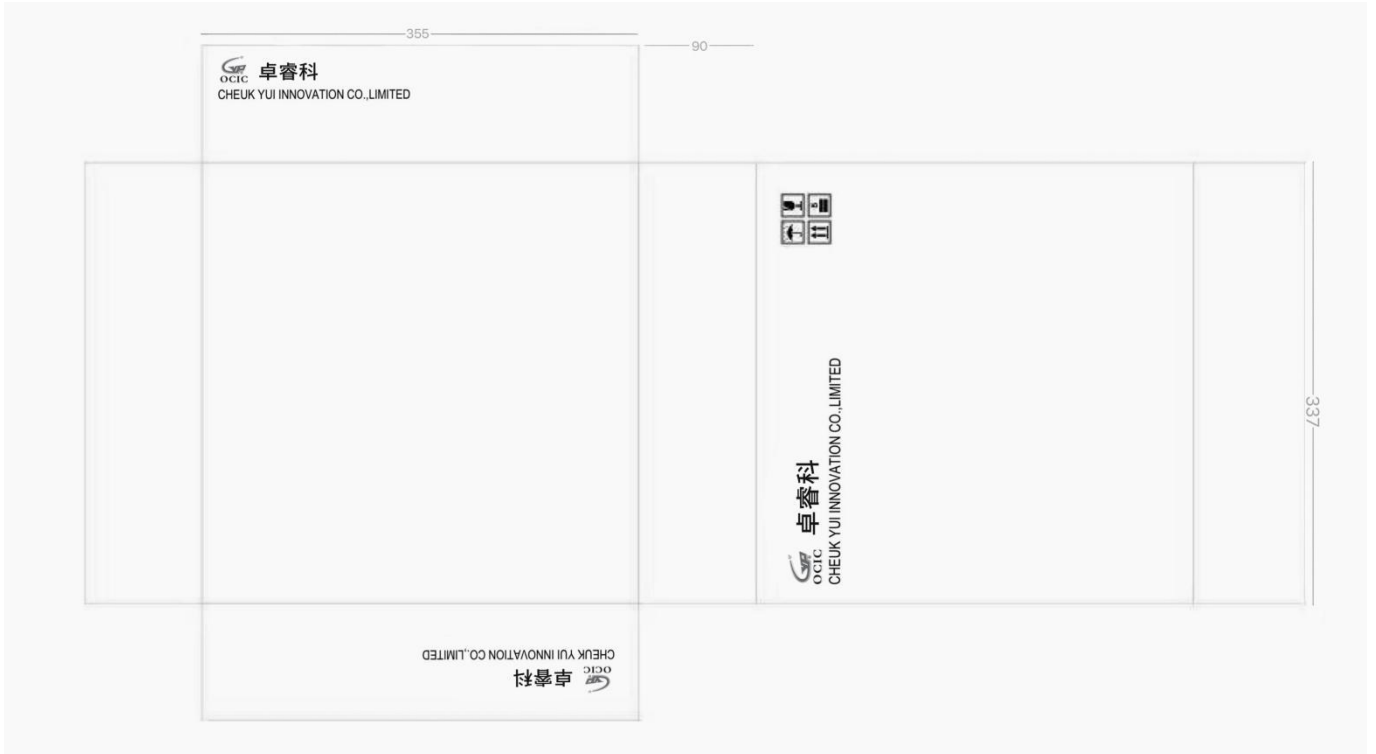 355
90
OCIC 卓睿科
CHEUK YUI INNOVATION CO.,LIMITED
337
OCIC 卓睿科
CHEUK YUI INNOVATION CO.,LIMITED
CHEUK YUI INNOVATION CO.,LIMITED
OCIC 卓睿科